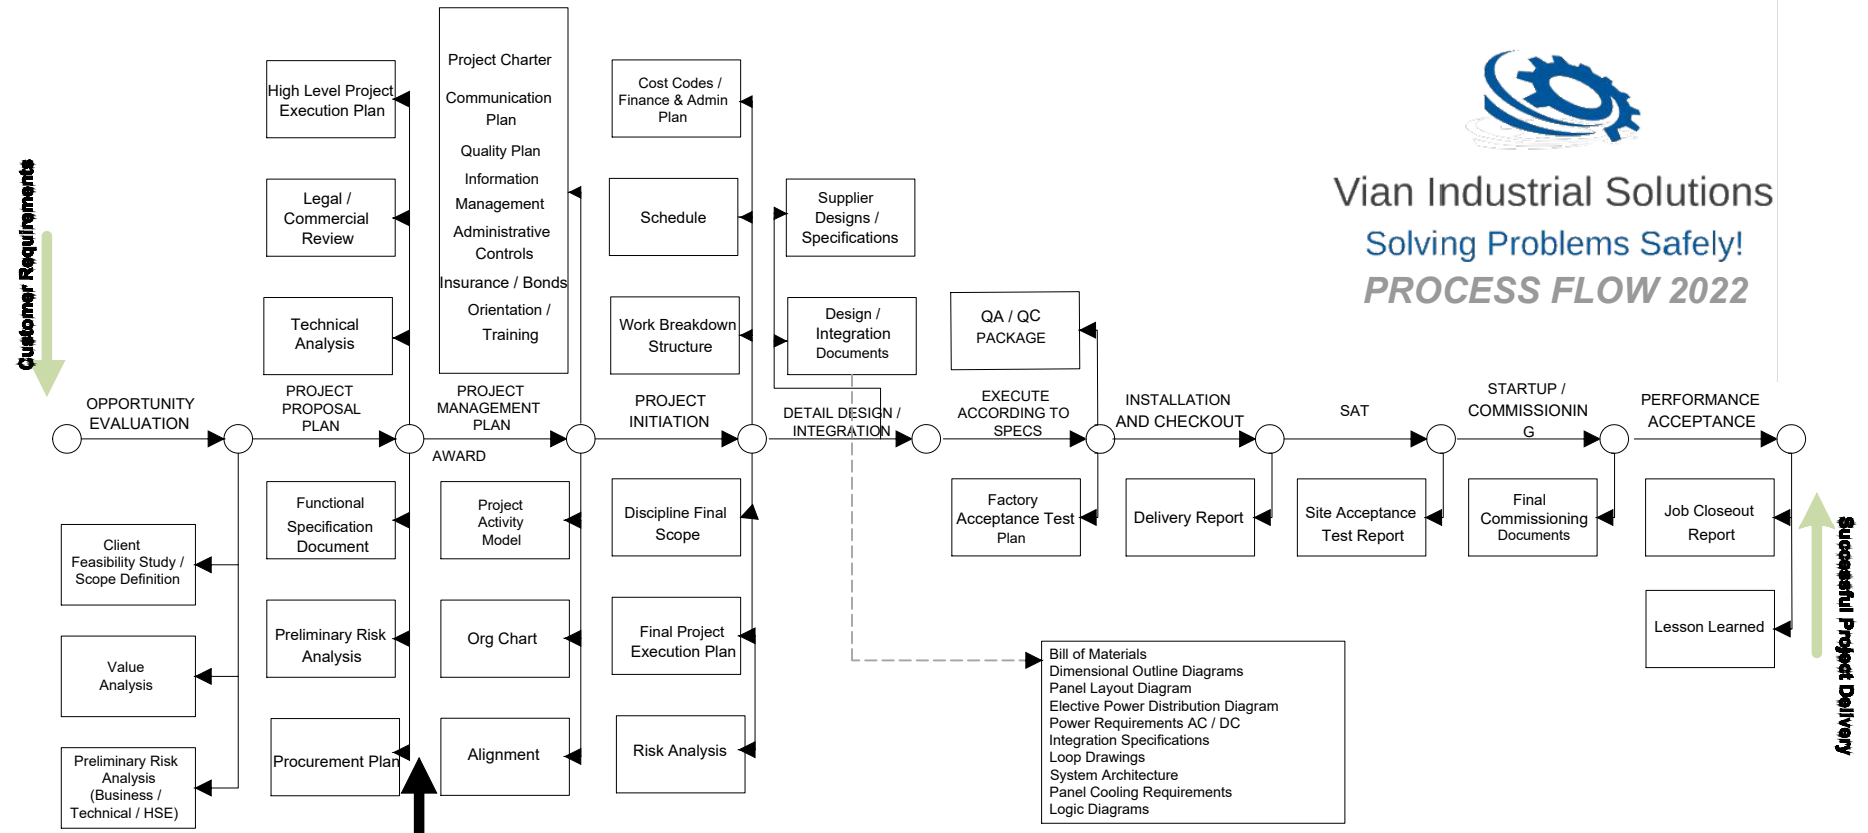 Customer Requirements
High Level Project
Execution Plan
Legal /
Commercial
Review
Technical
Analysis
Project Charter
Communication
Plan
Quality Plan
Information
Management
Administrative
Controls
Insurance / Bonds
Orientation /
Training
Cost Codes /
Finance & Admin
Plan
Schedule
Work Breakdown
Structure
Supplier
Designs /
Specifications
Design /
Integration
Documents
QA / QC
PACKAGE
Vian Industrial Solutions
Solving Problems Safely!
PROCESS FLOW 2022
OPPORTUNITY
EVALUATION
PROJECT
PROPOSAL
PLAN
PROJECT
MANAGEMENT
PLAN
AWARD
PROJECT
INITIATION
DETAIL DESIGN /
INTEGRATION
EXECUTE
ACCORDING TO
SPECS
INSTALLATION
AND CHECKOUT
SAT
STARTUP /
COMMISSIONIN
G
PERFORMANCE
ACCEPTANCE
Client
Feasibility Study /
Scope Definition
Value
Analysis
Preliminary Risk
Analysis
(Business /
Technical / HSE)
Functional
Specification
Document
Preliminary Risk
Analysis
Procurement Plan
Project
Activity
Model
Org Chart
Alignment
Discipline Final
Scope
Final Project
Execution Plan
Risk Analysis
Factory
Acceptance Test
Plan
Delivery Report
Site Acceptance
Test Report
Final
Commissioning
Documents
Job Closeout
Report
Lesson Learned
Bill of Materials
Dimensional Outline Diagrams
Panel Layout Diagram
Elective Power Distribution Diagram
Power Requirements AC / DC
Integration Specifications
Loop Drawings
System Architecture
Panel Cooling Requirements
Logic Diagrams
Successful Project Delivery